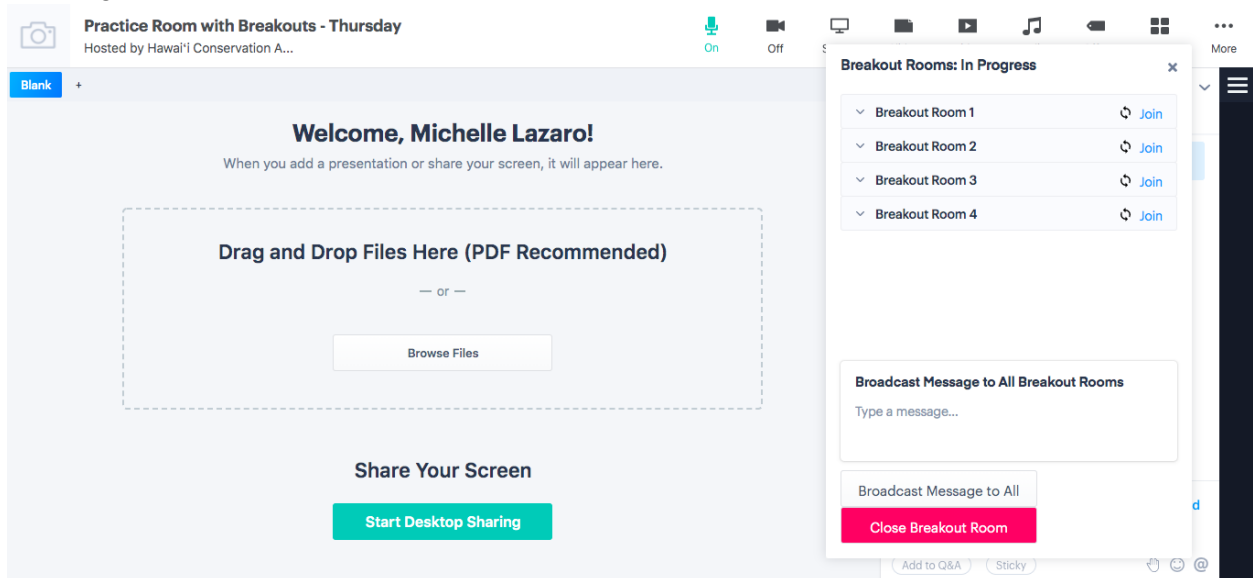 Practice Room with Breakouts - Thursday
Hosted by Hawaiʻi Conservation A...
On
Off
More
Blank
+
Welcome, Michelle Lazaro!
When you add a presentation or share your screen, it will appear here.
Drag and Drop Files Here (PDF Recommended)
— or —
Browse Files
Share Your Screen
Start Desktop Sharing
Breakout Rooms: In Progress
Breakout Room 1
Join
Breakout Room 2
Join
Breakout Room 3
Join
Breakout Room 4
Join
Broadcast Message to All Breakout Rooms
Type a message...
Broadcast Message to All
Close Breakout Room
Add to Q&A
Sticky
@